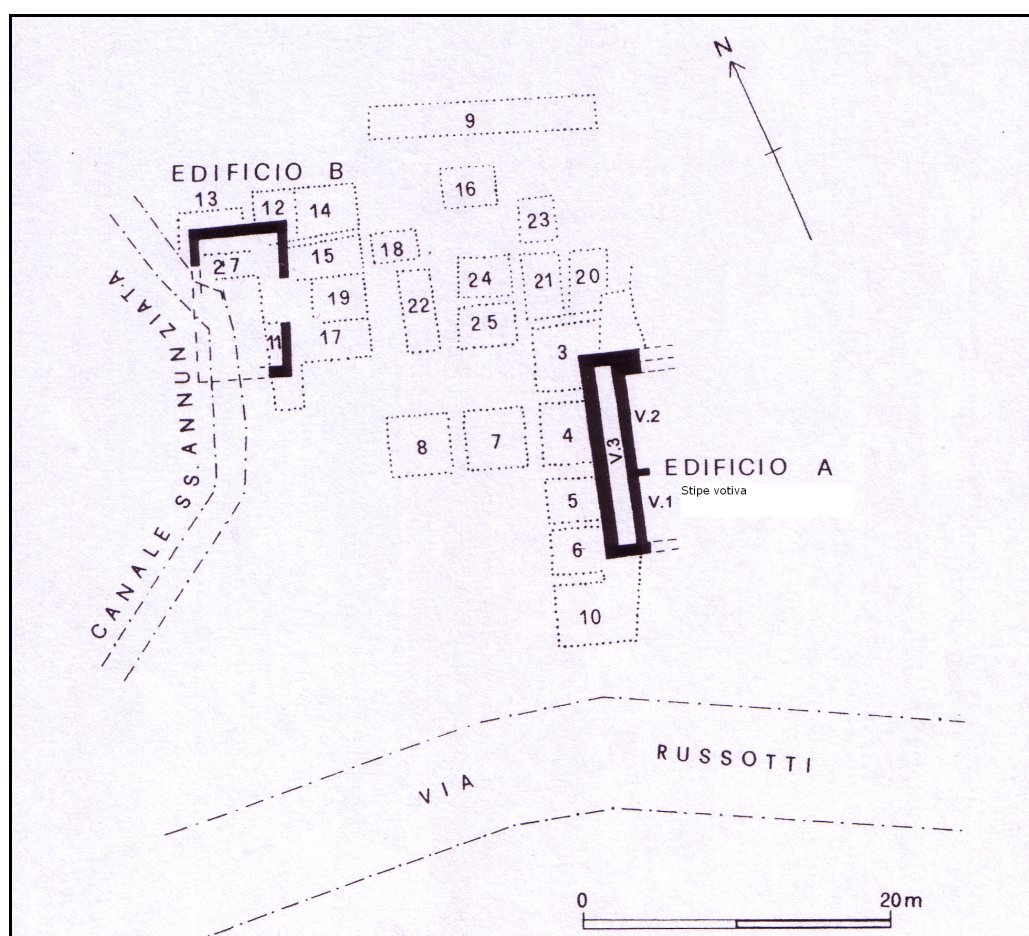 N
9
EDIFICIO B
13
12
14
16
23
15
18
27
24
21
20
19
22
25
17
11
3
CANALE SS. ANNUNZIATA
8
7
4
V.3
V.2
EDIFICIO A
Stipe votiva
5
V.1
6
10
VIA RUSSOTTI
0 20m